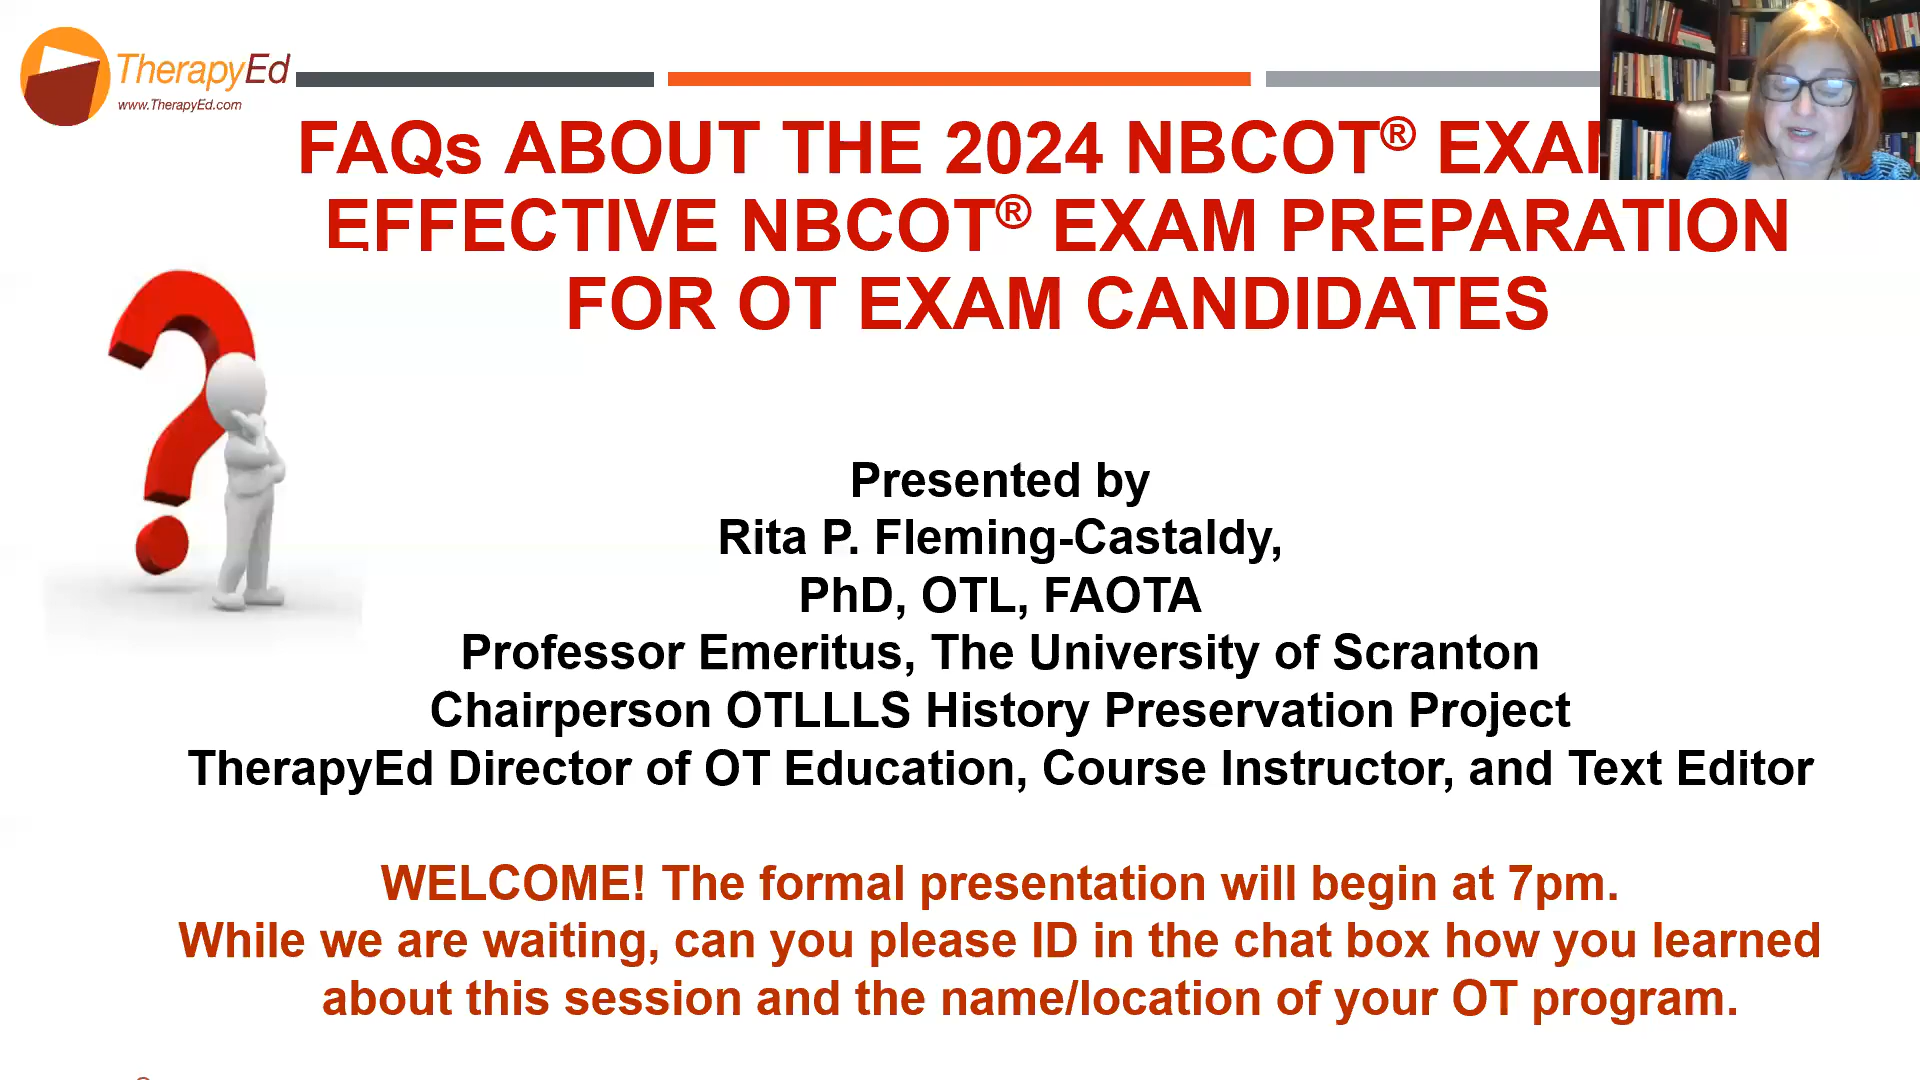 TherapyEd
www.TherapyEd.com
FAQs ABOUT THE 2024 NBCOT®
EFFECTIVE NBCOT® EXAM PREPARATION
FOR OT EXAM CANDIDATES
Presented by
Rita P. Fleming-Castaldy,
PhD, OTL, FAOTA
Professor Emeritus, The University of Scranton
Chairperson OTLLLS History Preservation Project
TherapyEd Director of OT Education, Course Instructor, and Text Editor
WELCOME! The formal presentation will begin at 7pm.
While we are waiting, can you please ID in the chat box how you learned
about this session and the name/location of your OT program.